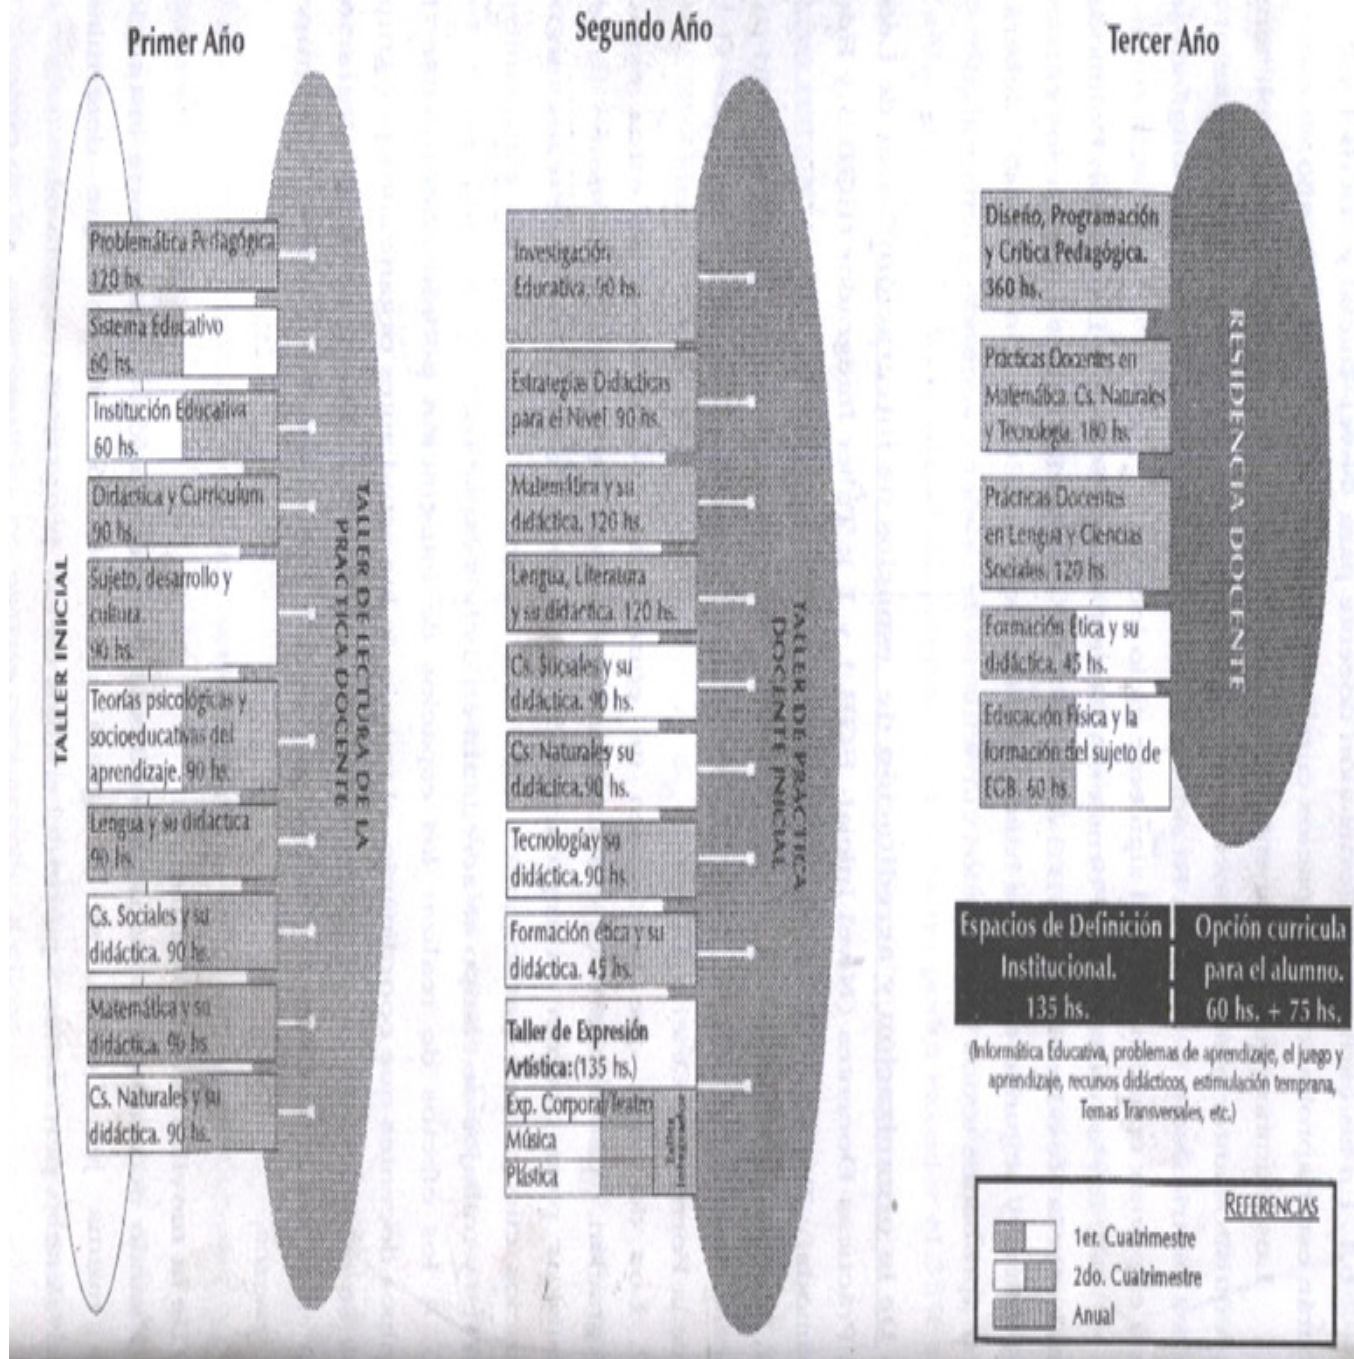 Primer Año
TALLER INICIAL
Problemática Pedagógica
120 hs.
Sistema Educativo
60 hs.
Institución Educativa
60 hs.
Didáctica y Curriculum
90 hs.
Sujeto, desarrollo y
cultura.
90 hs.
Teorías psicológicas y
socioeducativas del
aprendizaje. 90 hs.
Lengua y su didáctica
90 hs.
Cs. Sociales y su
didáctica. 90 hs.
Matemática y su
didáctica. 90 hs.
Cs. Naturales y su
didáctica. 90 hs.
TALLER DE LECTURA DE LA
PRACTICA DOCENTE
Segundo Año
Investigación
Educativa. 90 hs.
Estrategias Didácticas
para el Nivel. 90 hs.
Matemática y su
didáctica. 120 hs.
Lengua, Literatura
y su didáctica. 120 hs.
Cs. Sociales y su
didáctica. 90 hs.
Cs. Naturales y su
didáctica. 90 hs.
Tecnología y su
didáctica. 90 hs.
Formación ética y su
didáctica. 45 hs.
Taller de Expresión
Artística: (135 hs.)
Exp. Corporal/Teatro
Música
Plástica
Taller
Integrador
TALLER DE PRACTICA
DOCENTE INICIAL
Tercer Año
Diseño, Programación
y Crítica Pedagógica.
360 hs.
Prácticas Docentes en
Matemática. Cs. Naturales
y Tecnología. 180 hs.
Prácticas Docentes
en Lengua y Ciencias
Sociales. 120 hs.
Formación Ética y su
didáctica. 45 hs.
Educación Física y la
formación del sujeto de
EGB. 60 hs.
RESIDENCIA DOCENTE
Espacios de Definición
Institucional.
135 hs.
Opción curricula
para el alumno.
60 hs. + 75 hs.
(Informática Educativa, problemas de aprendizaje, el juego y
aprendizaje, recursos didácticos, estimulación temprana,
Temas Transversales, etc.)
REFERENCIAS
1er. Cuatrimestre
2do. Cuatrimestre
Anual